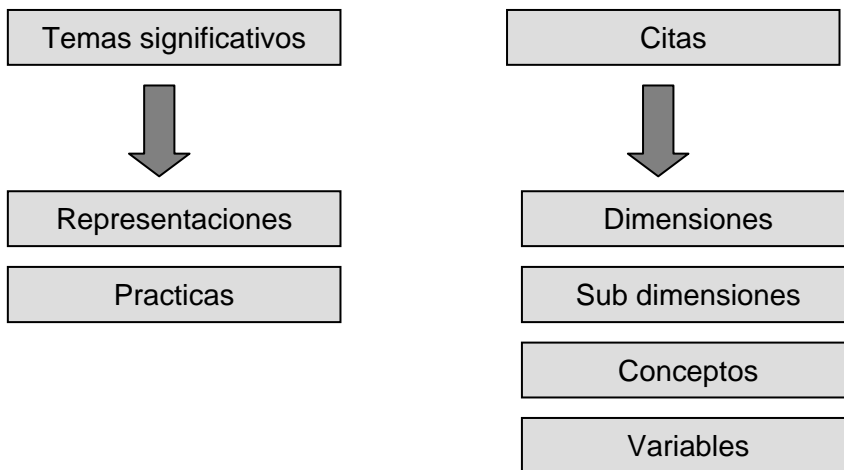 Temas significativos
Citas
Representaciones
Dimensiones
Practicas
Sub dimensiones
Conceptos
Variables